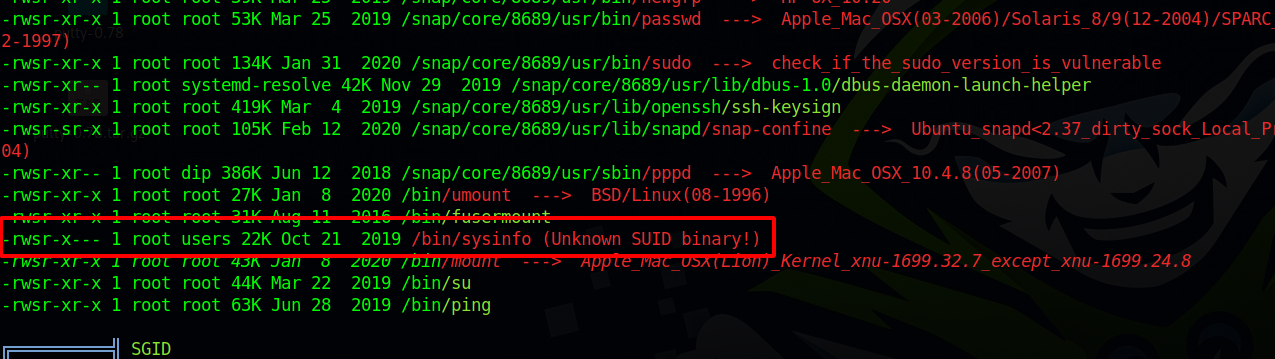 /passwd  --->  Apple_Mac_OSX(03-2006)/Solaris_8/9(12-2004)/SPARC_
-rwsr-xr-x 1 root root 53K Mar 25  2019 /snap/core/8689/usr/bin
2-1997)
-rwsr-xr-x 1 root root 134K Jan 31  2020 /snap/core/8689/usr/bin/sudo  --->  check_if_the_sudo_version_is_vulnerable
-rwsr-xr-- 1 root systemd-resolve 42K Nov 29  2019 /snap/core/8689/usr/lib/dbus-1.0/dbus-daemon-launch-helper
-rwsr-xr-x 1 root root 419K Mar  4  2019 /snap/core/8689/usr/lib/openssh/ssh-keysign
-rwsr-sr-x 1 root root 105K Feb 12  2020 /snap/core/8689/usr/lib/snapd/snap-confine  --->  Ubuntu_snapd<2.37_dirty_sock_Local_Pr
04)
-rwsr-xr-- 1 root dip 386K Jun 12  2018 /snap/core/8689/usr/sbin/pppd  --->  Apple_Mac_OSX_10.4.8(05-2007)
-rwsr-xr-x 1 root root 27K Jan  8  2020 /bin/umount  --->  BSD/Linux(08-1996)
-rwsr-xr-x 1 root root 31K Aug 11  2016 /bin/fusermount
-rwsr-x--- 1 root users 22K Oct 21  2019 /bin/sysinfo (Unknown SUID binary!)
-rwsr-xr-x 1 root root 43K Jan  8  2020 /bin/mount  --->  Apple_Mac_OSX(Lion)_Kernel_xnu-1699.32.7_except_xnu-1699.24.8
-rwsr-xr-x 1 root root 44K Mar 22  2019 /bin/su
-rwsr-xr-x 1 root root 63K Jun 28  2019 /bin/ping
SGID